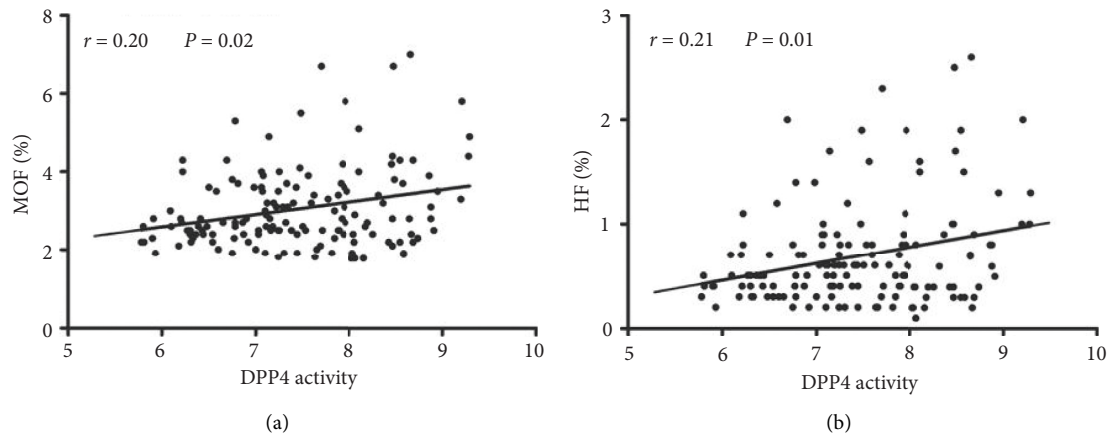 r = 0.20 P = 0.02
8
6
4
2
0
MOF (%)
5 6 7 8 9 10
DPP4 activity
(a)
r = 0.21 P = 0.01
3
2
1
0
HF (%)
5 6 7 8 9 10
DPP4 activity
(b)